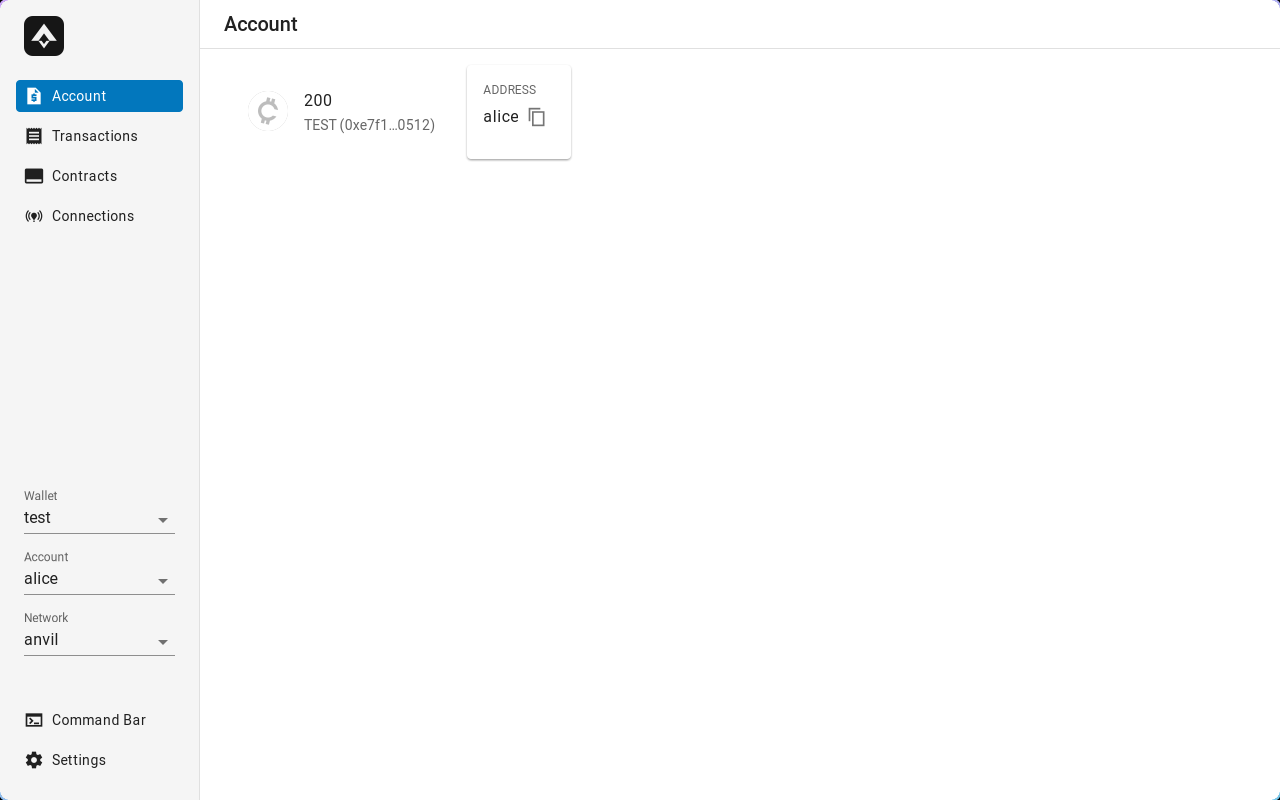 Account
Transactions
Contracts
Connections
Wallet
test
Account
alice
Network
anvil
Command Bar
Settings
Account
200
TEST (0xe7f1…0512)
ADDRESS
alice